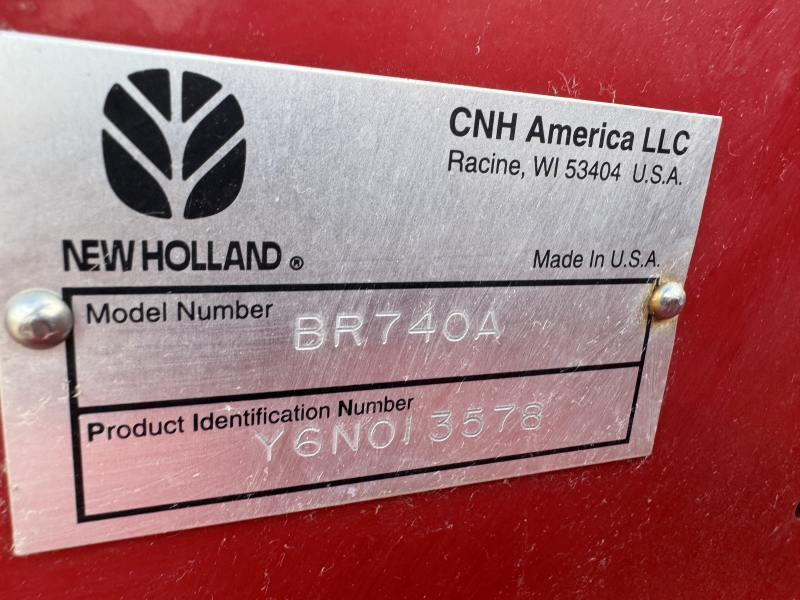 CNH America LLC
Racine, WI 53404 U.S.A.
NEW HOLLAND ®
Made In U.S.A.
Model Number BR740A
Product Identification Number
Y6N013578